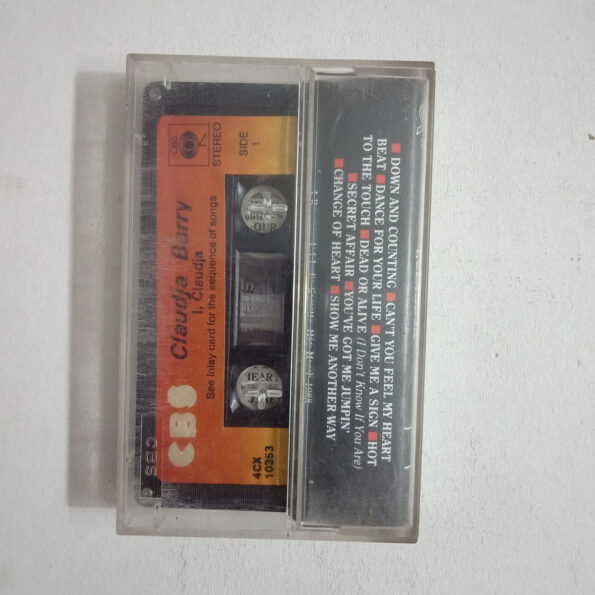 CBS
STEREO
SIDE
1
Claudja Barry
I, Claudja
See inlay card for the sequence of songs
CBS
4CX
10353
CBS
■ DOWN AND COUNTING ■ CAN'T YOU FEEL MY HEART
BEAT ■ DANCE FOR YOUR LIFE ■ GIVE ME A SIGN ■ HOT
TO THE TOUCH ■ DEAD OR ALIVE (I Don't Know If You Are)
■ SECRET AFFAIR ■ YOU'VE GOT ME JUMPIN'
■ CHANGE OF HEART ■ SHOW ME ANOTHER WAY